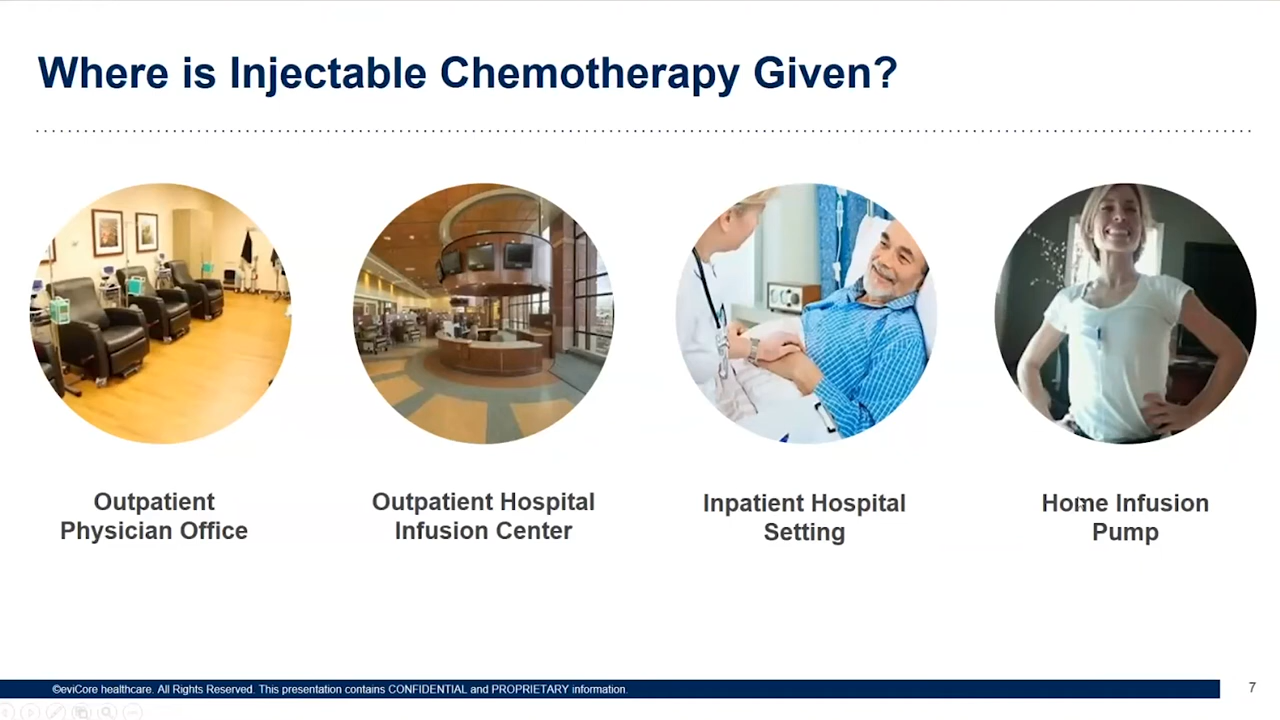 Where is Injectable Chemotherapy Given?
Outpatient
Physician Office
Outpatient Hospital
Infusion Center
Inpatient Hospital
Setting
Home Infusion
Pump
©eviCore healthcare. All Rights Reserved. This presentation contains CONFIDENTIAL and PROPRIETARY information.
7